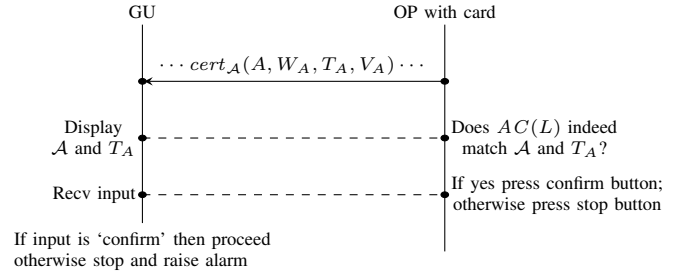 GU
OP with card
· · · cert_𝒜(A, W_A, T_A, V_A) · · ·
Display
𝒜 and T_A
Does AC(L) indeed
match 𝒜 and T_A?
Recv input
If yes press confirm button;
otherwise press stop button
If input is ‘confirm’ then proceed
otherwise stop and raise alarm